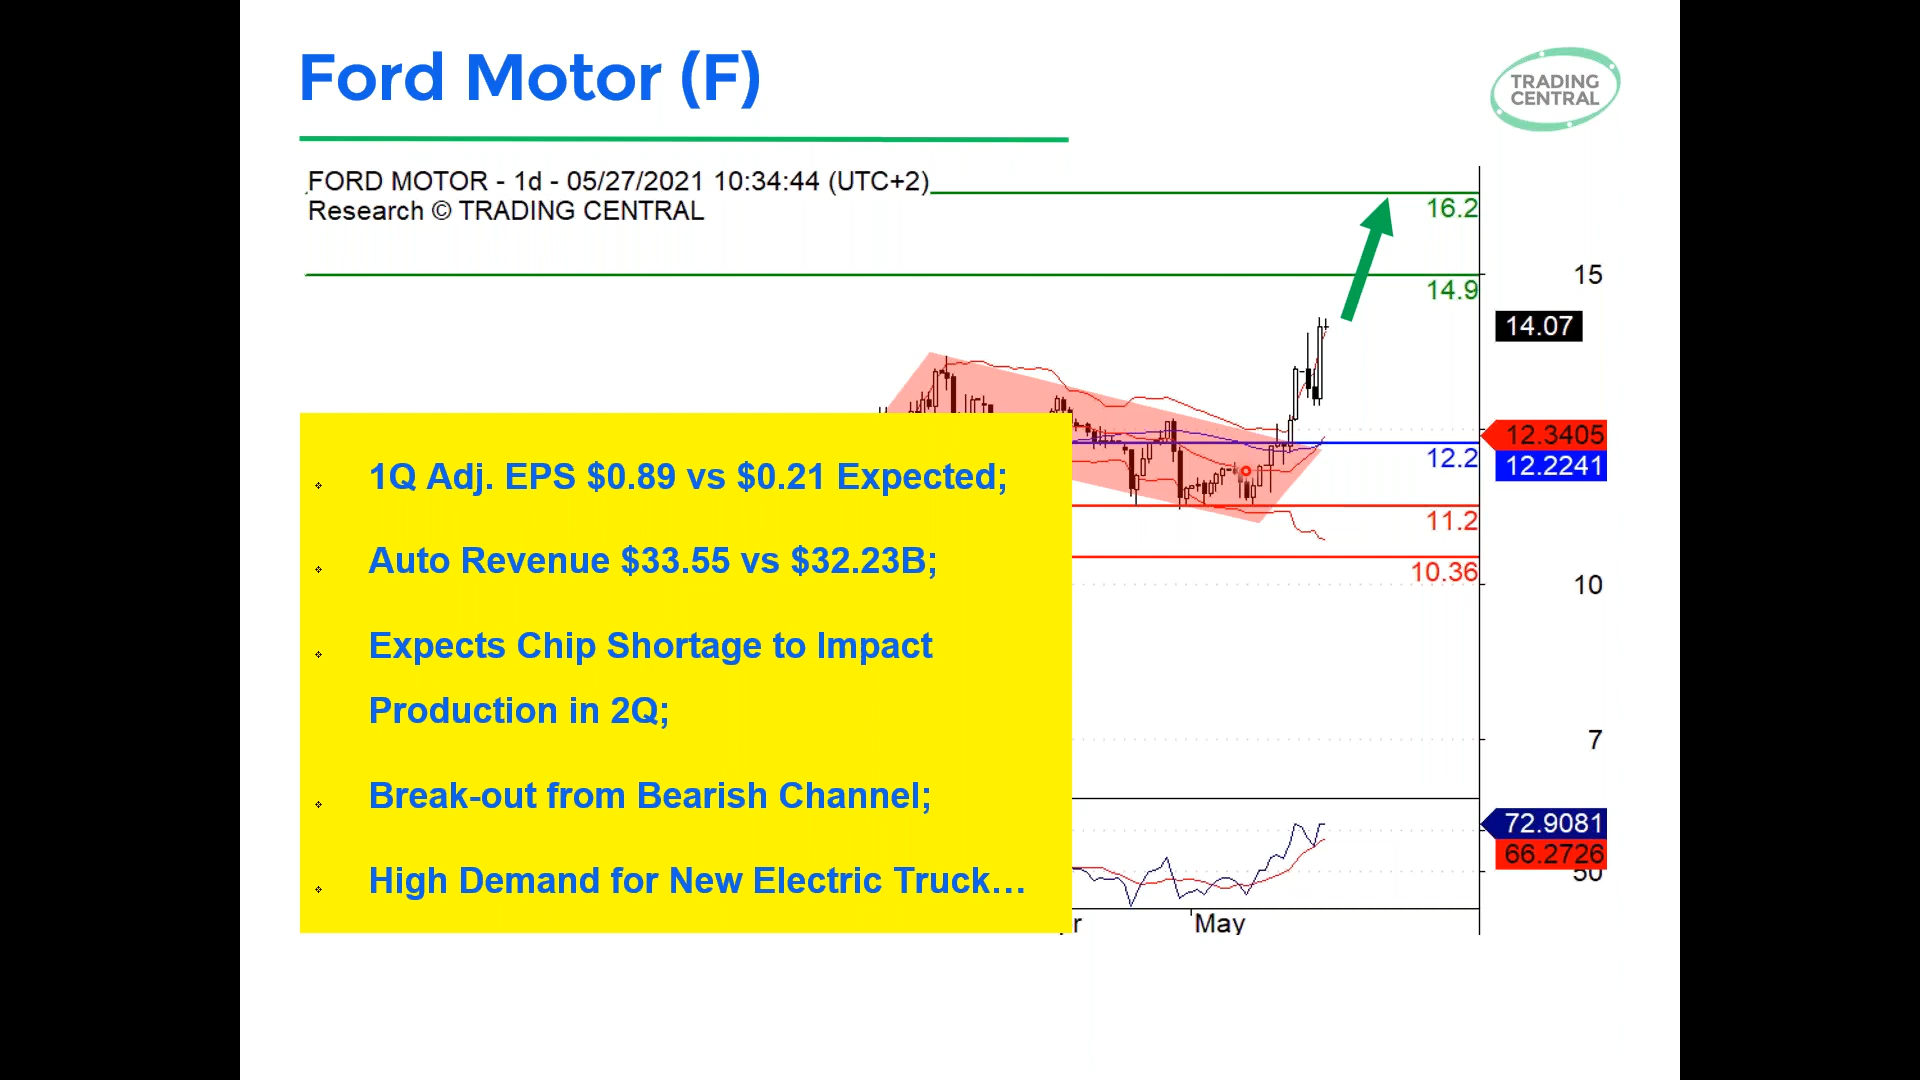 Ford Motor (F)
TRADING
CENTRAL
FORD MOTOR - 1d - 05/27/2021 10:34:44 (UTC+2)
Research © TRADING CENTRAL
16.2
15
14.9
14.07
12.3405
12.2
12.2241
11.2
10.36
10
7
72.9081
66.2726
50
May
1Q Adj. EPS $0.89 vs $0.21 Expected;
Auto Revenue $33.55 vs $32.23B;
Expects Chip Shortage to Impact
Production in 2Q;
Break-out from Bearish Channel;
High Demand for New Electric Truck…